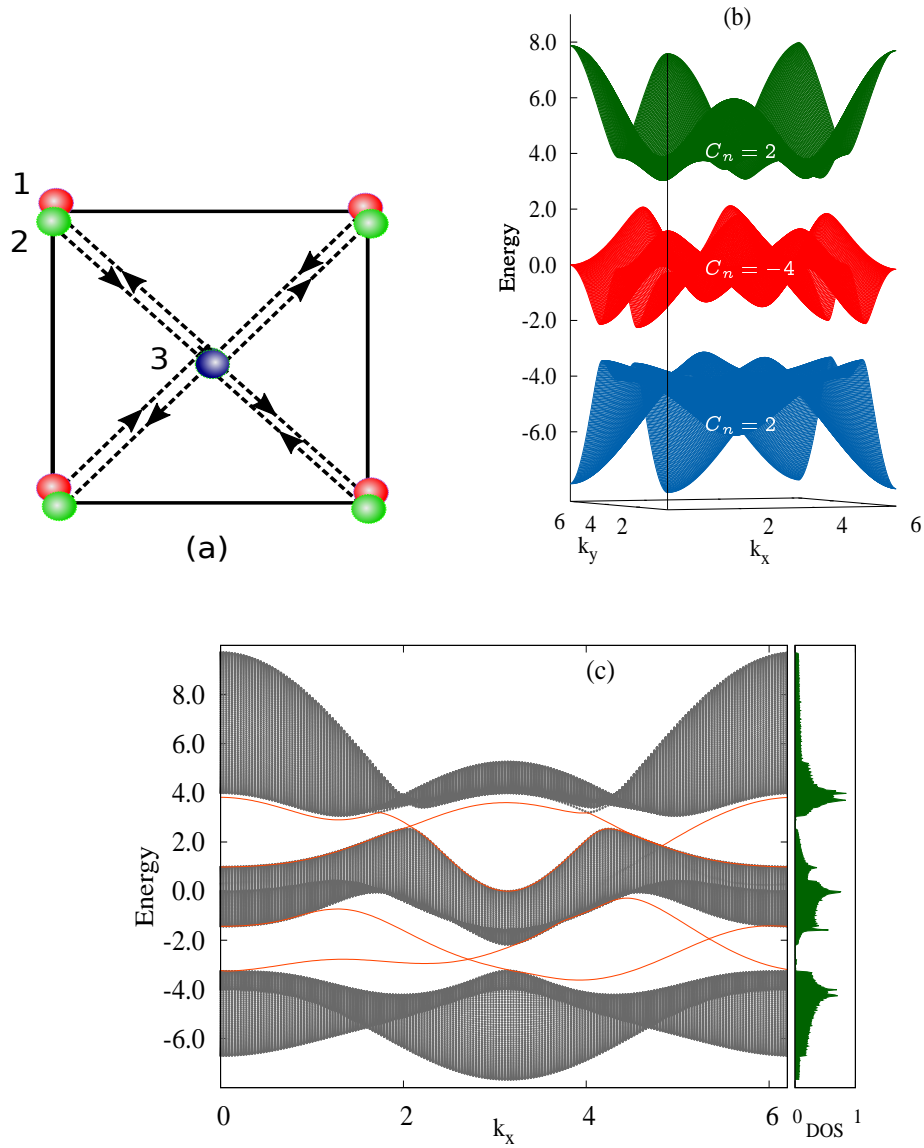 1
2
3
(a)
(b)
8.0
6.0
4.0
2.0
0.0
-2.0
-4.0
-6.0
Energy
C_n = 2
C_n = −4
C_n = 2
6 4 2
2 4 6
k_y
k_x
(c)
8.0
6.0
4.0
2.0
0.0
-2.0
-4.0
-6.0
Energy
0 2 4 6
k_x
0 1
DOS